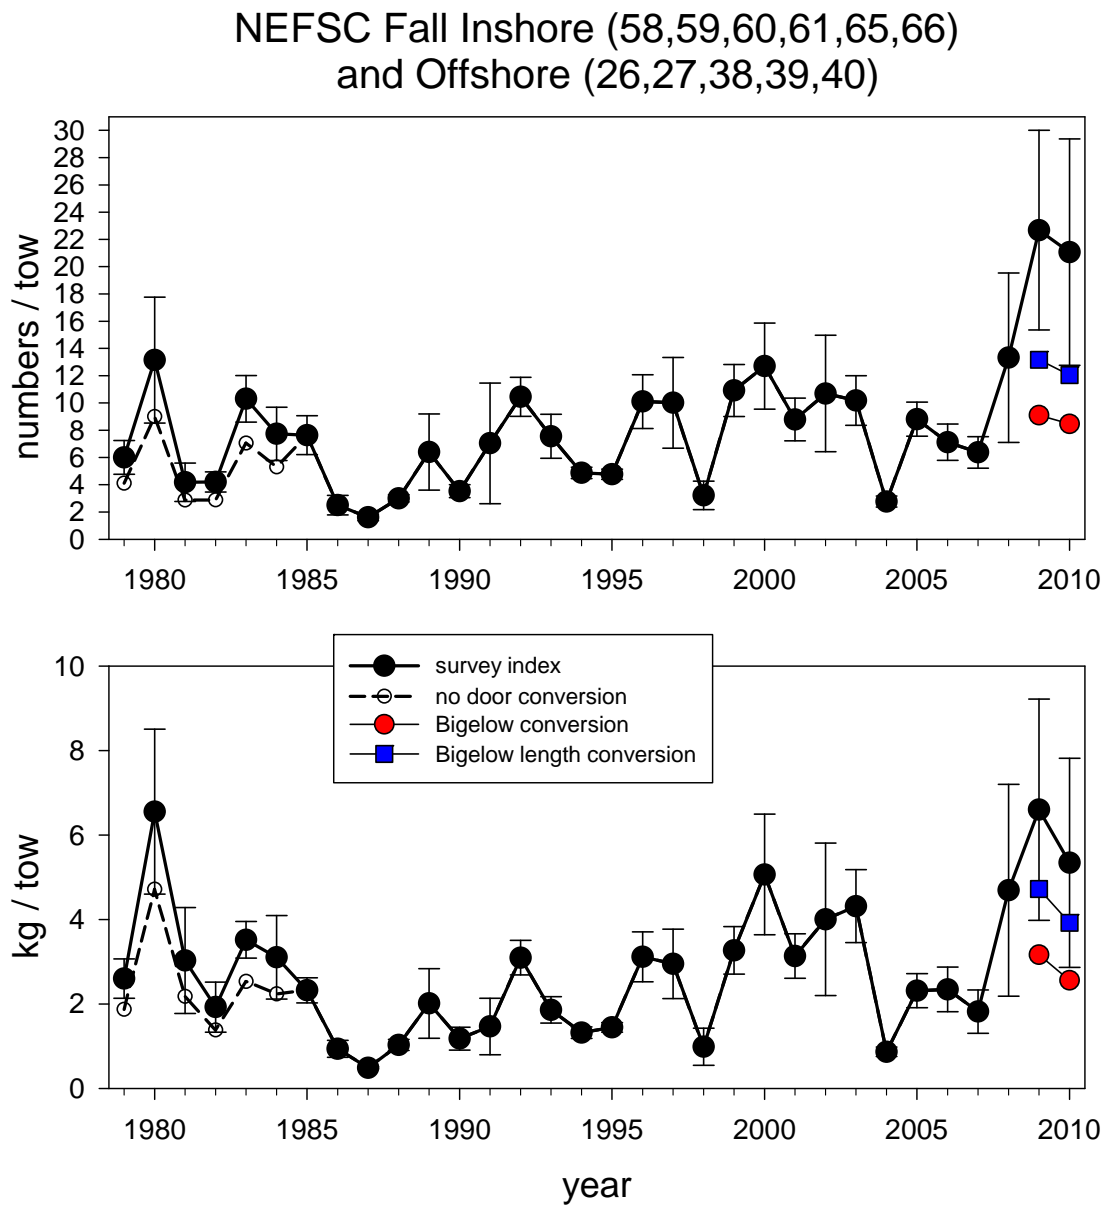 NEFSC Fall Inshore (58,59,60,61,65,66)
and Offshore (26,27,38,39,40)
numbers / tow
30
28
26
24
22
20
18
16
14
12
10
8
6
4
2
0
1980 1985 1990 1995 2000 2005 2010
survey index
no door conversion
Bigelow conversion
Bigelow length conversion
kg / tow
10
8
6
4
2
0
1980 1985 1990 1995 2000 2005 2010
year